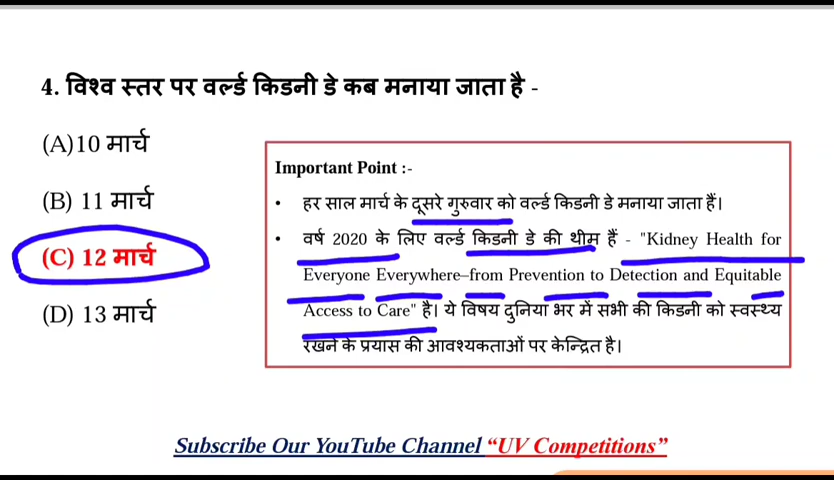 4. विश्व स्तर पर वर्ल्ड किडनी डे कब मनाया जाता है -
(A)10 मार्च
(B) 11 मार्च
(C) 12 मार्च
(D) 13 मार्च
Important Point :-
• हर साल मार्च के दूसरे गुरुवार को वर्ल्ड किडनी डे मनाया जाता हैं।
• वर्ष 2020 के लिए वर्ल्ड किडनी डे की थीम हैं - "Kidney Health for
Everyone Everywhere–from Prevention to Detection and Equitable
Access to Care" है। ये विषय दुनिया भर में सभी की किडनी को स्वस्थ्य
रखने के प्रयास की आवश्यकताओं पर केन्द्रित है।
Subscribe Our YouTube Channel “UV Competitions”